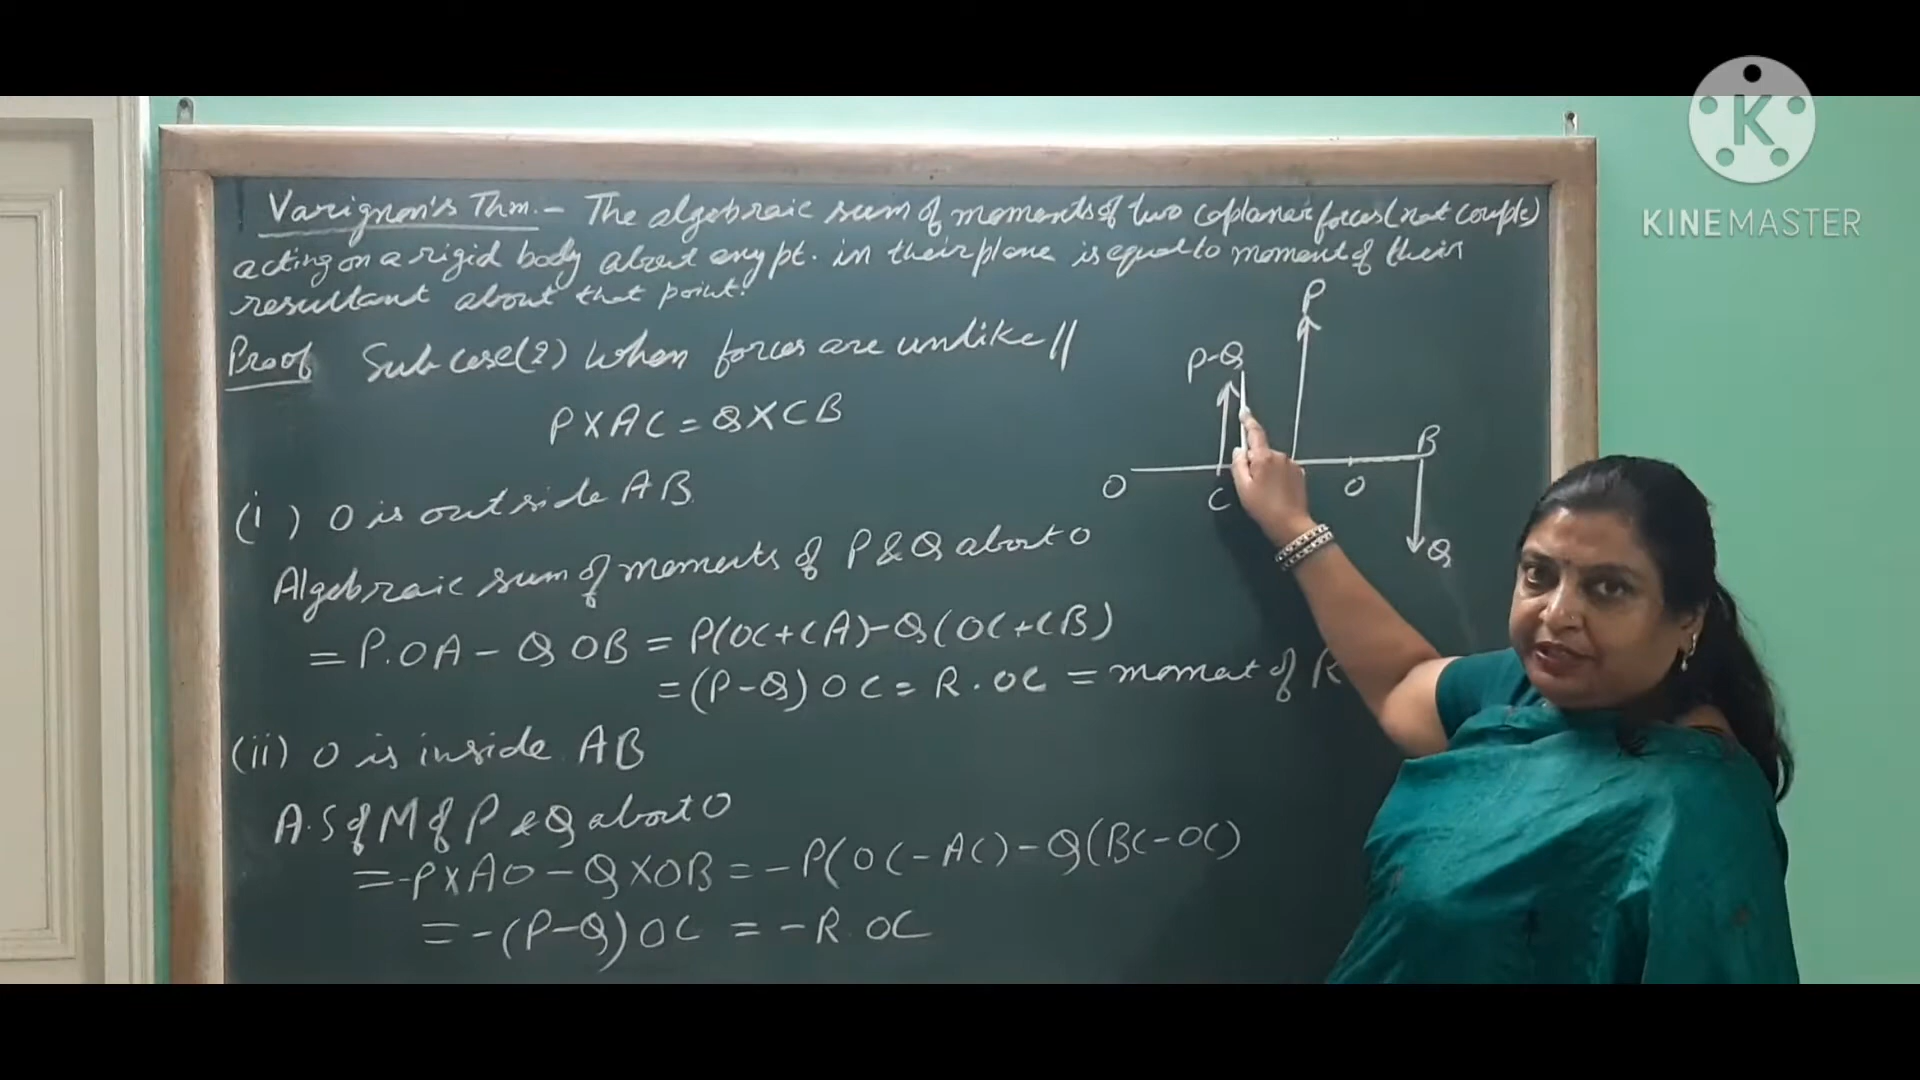 Varignon's Thm. - The algebraic sum of moments of two coplanar forces (not couple)
acting on a rigid body about any pt. in their plane is equal to moment of their
resultant about that point.
Proof Sub case (2) When forces are unlike //
P X AC = Q X CB
(i) O is outside AB
Algebraic sum of moments of P & Q about O
= P.OA - Q OB = P(OC+CA)-Q(OC+CB)
= (P-Q) OC = R.OC = moment of R
(ii) O is inside AB
A.S of M of P & Q about O
= -PXAO - QXOB = -P(OC-AC)-Q(BC-OC)
= -(P-Q) OC = -R.OC
P
P-Q
B
O
C
O
Q
K
KINEMASTER